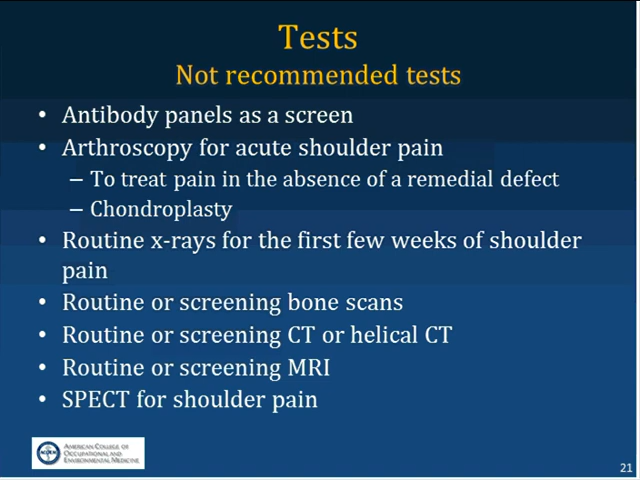 Tests
Not recommended tests
• Antibody panels as a screen
• Arthroscopy for acute shoulder pain
– To treat pain in the absence of a remedial defect
– Chondroplasty
• Routine x-rays for the first few weeks of shoulder
pain
• Routine or screening bone scans
• Routine or screening CT or helical CT
• Routine or screening MRI
• SPECT for shoulder pain
American College of
Occupational and
Environmental Medicine
21